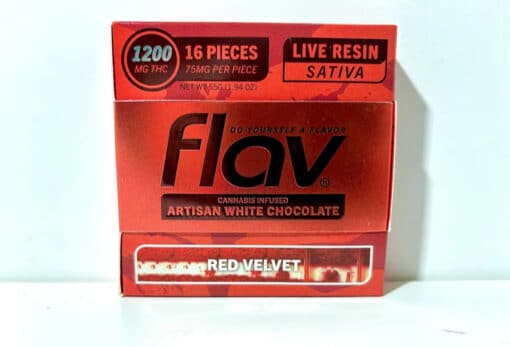 1200
MG THC
16 PIECES
75MG PER PIECE
NET WT 55G (1.94 OZ)
LIVE RESIN
SATIVA
DO YOURSELF A FLAVOR
flav
®
CANNABIS INFUSED
ARTISAN WHITE CHOCOLATE
RED VELVET